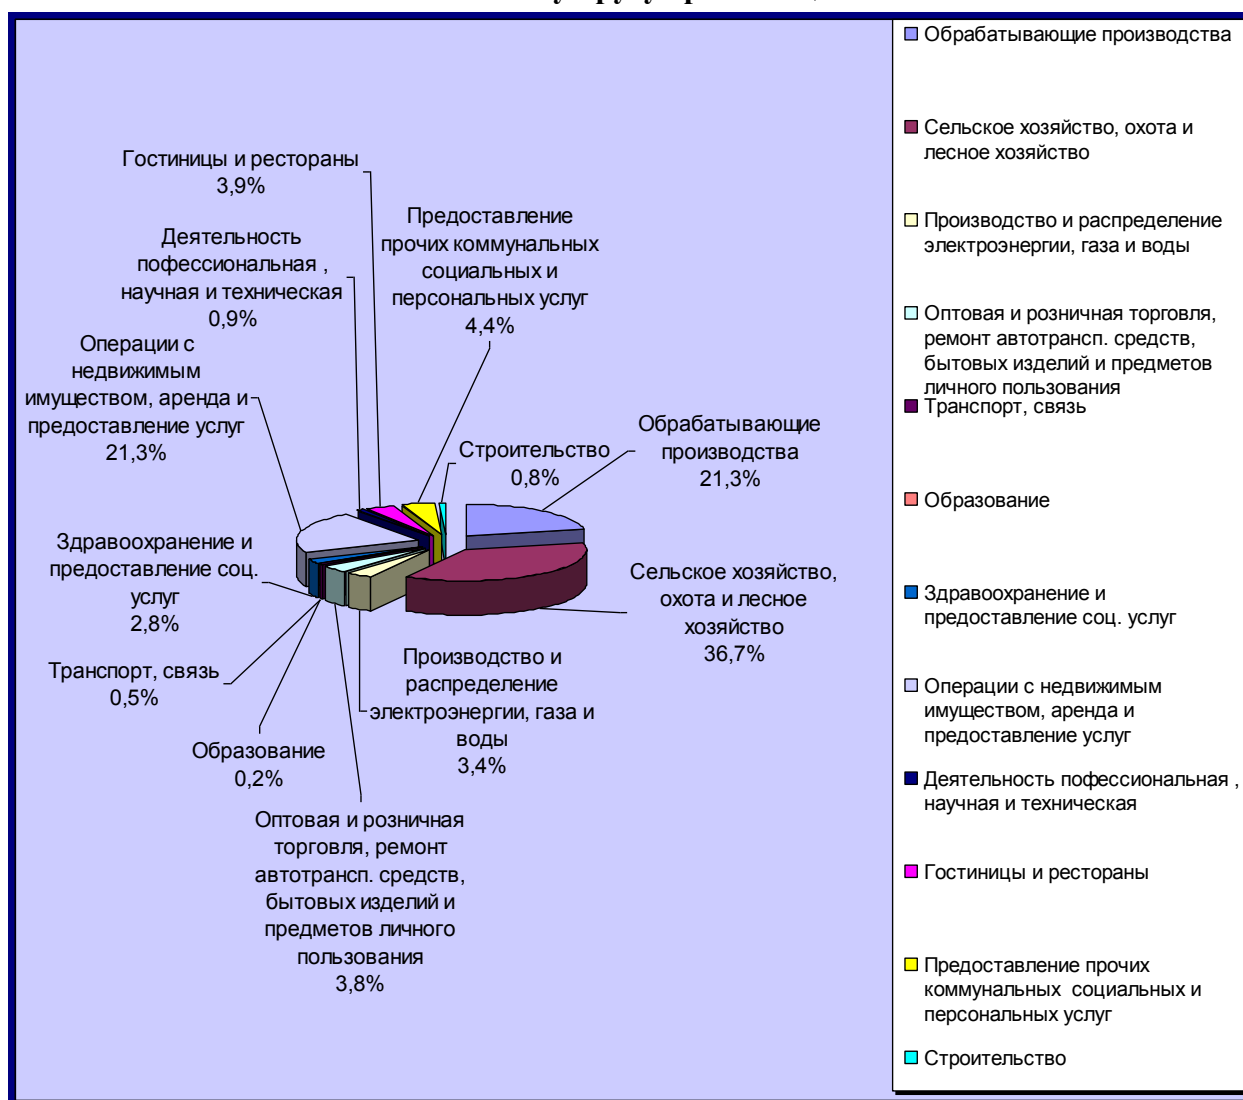 Гостиницы и рестораны
3,9%
Предоставление
прочих коммунальных
социальных и
персональных услуг
4,4%
Деятельность
пофессиональная ,
научная и техническая
0,9%
Операции с
недвижимым
имуществом, аренда и
предоставление услуг
21,3%
Строительство
0,8%
Обрабатывающие
производства
21,3%
Здравоохранение и
предоставление соц.
услуг
2,8%
Сельское хозяйство,
охота и лесное
хозяйство
36,7%
Транспорт, связь
0,5%
Производство и
распределение
электроэнергии, газа и
воды
3,4%
Образование
0,2%
Оптовая и розничная
торговля, ремонт
автотрансп. средств,
бытовых изделий и
предметов личного
пользования
3,8%
Обрабатывающие производства
Сельское хозяйство, охота и
лесное хозяйство
Производство и распределение
электроэнергии, газа и воды
Оптовая и розничная торговля,
ремонт автотрансп. средств,
бытовых изделий и предметов
личного пользования
Транспорт, связь
Образование
Здравоохранение и
предоставление соц. услуг
Операции с недвижимым
имуществом, аренда и
предоставление услуг
Деятельность пофессиональная ,
научная и техническая
Гостиницы и рестораны
Предоставление прочих
коммунальных  социальных и
персональных услуг
Строительство